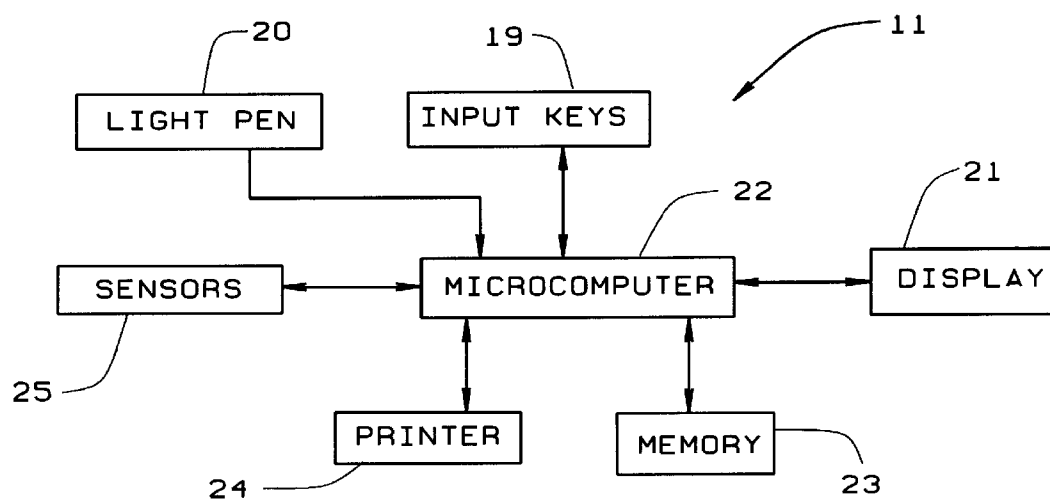 20
19
11
LIGHT PEN
INPUT KEYS
22
21
SENSORS
MICROCOMPUTER
DISPLAY
25
PRINTER
MEMORY
24
23